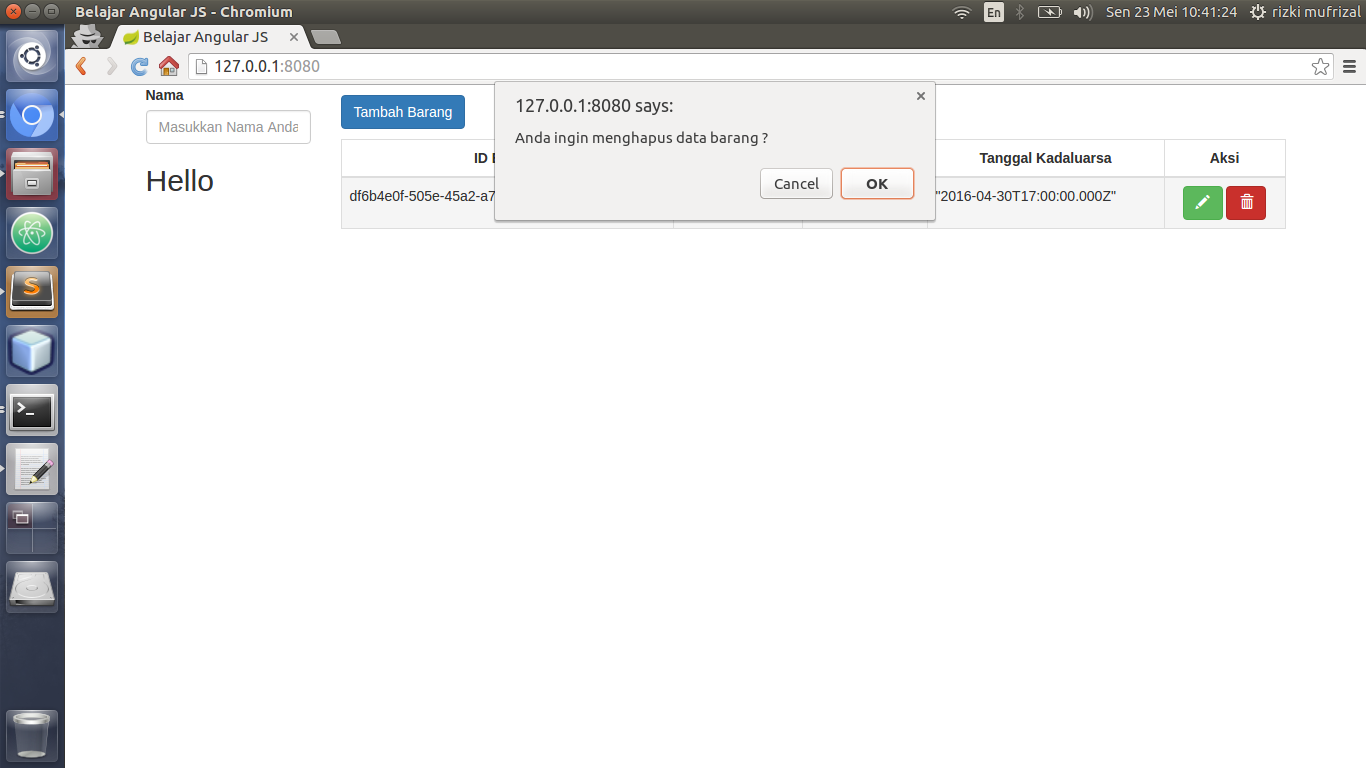 Belajar Angular JS - Chromium
En
Sen 23 Mei 10:41:24
rizki mufrizal
Belajar Angular JS
127.0.0.1:8080
Nama
Masukkan Nama Anda
Hello
Tambah Barang
127.0.0.1:8080 says:
Anda ingin menghapus data barang ?
Cancel
OK
ID
Tanggal Kadaluarsa
Aksi
df6b4e0f-505e-45a2-a7
"2016-04-30T17:00:00.000Z"